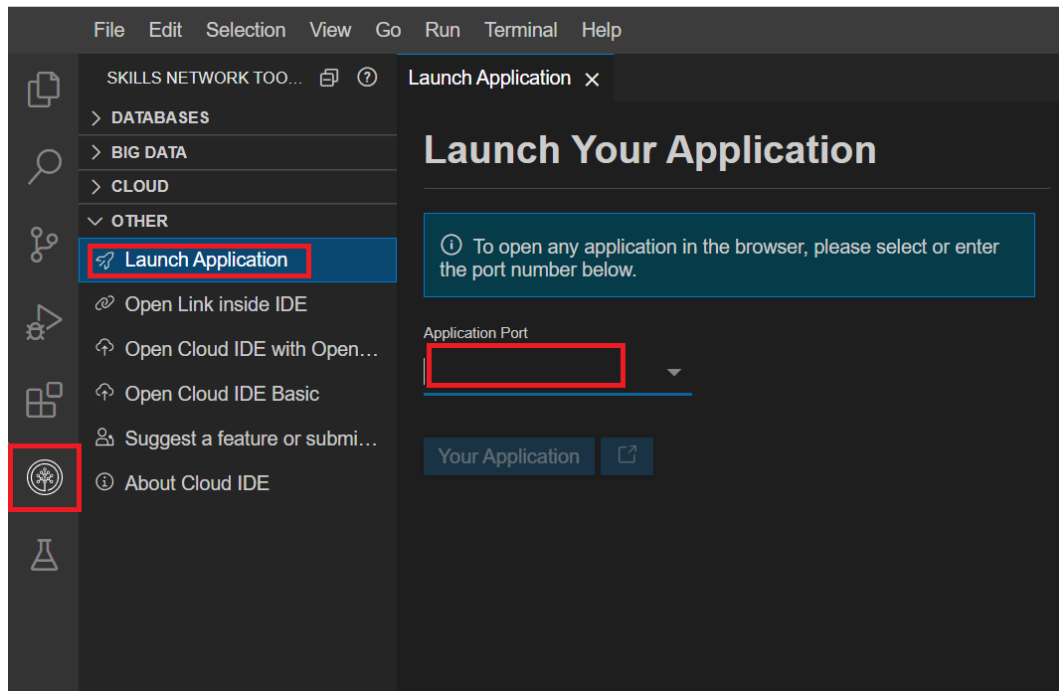 File Edit Selection View Go Run Terminal Help
SKILLS NETWORK TOO...
Launch Application
DATABASES
BIG DATA
CLOUD
OTHER
Launch Application
Open Link inside IDE
Open Cloud IDE with Open...
Open Cloud IDE Basic
Suggest a feature or submi...
About Cloud IDE
Launch Your Application
To open any application in the browser, please select or enter
the port number below.
Application Port
Your Application